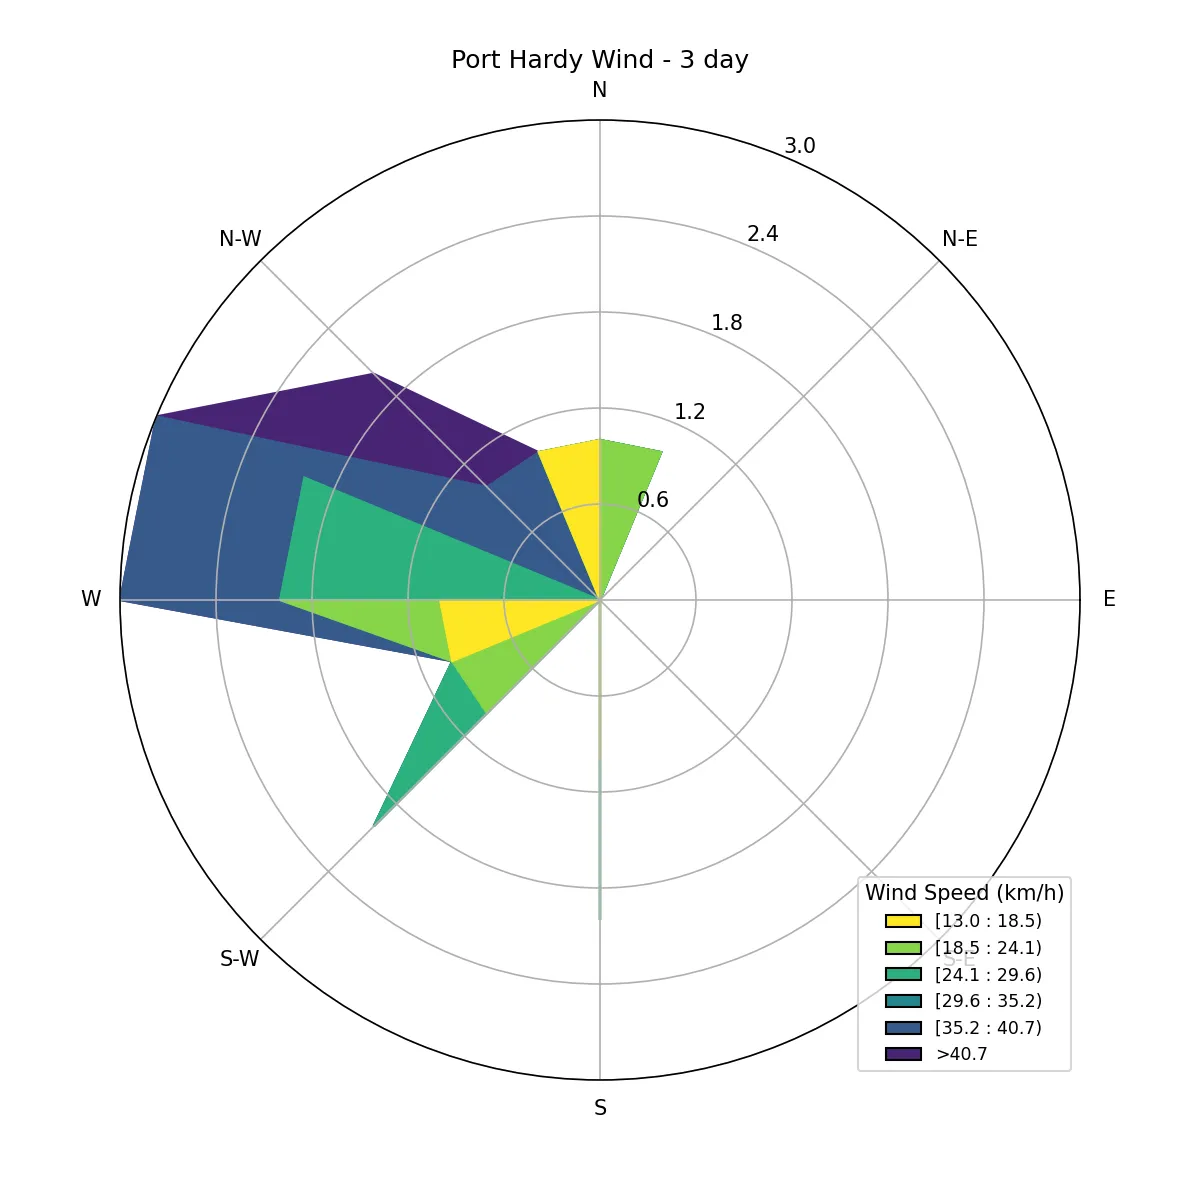 Port Hardy Wind - 3 day
N
3.0
N-W
N-E
2.4
1.8
1.2
0.6
W
E
S-W
S-E
S
Wind Speed (km/h)
[13.0 : 18.5)
[18.5 : 24.1)
[24.1 : 29.6)
[29.6 : 35.2)
[35.2 : 40.7)
>40.7